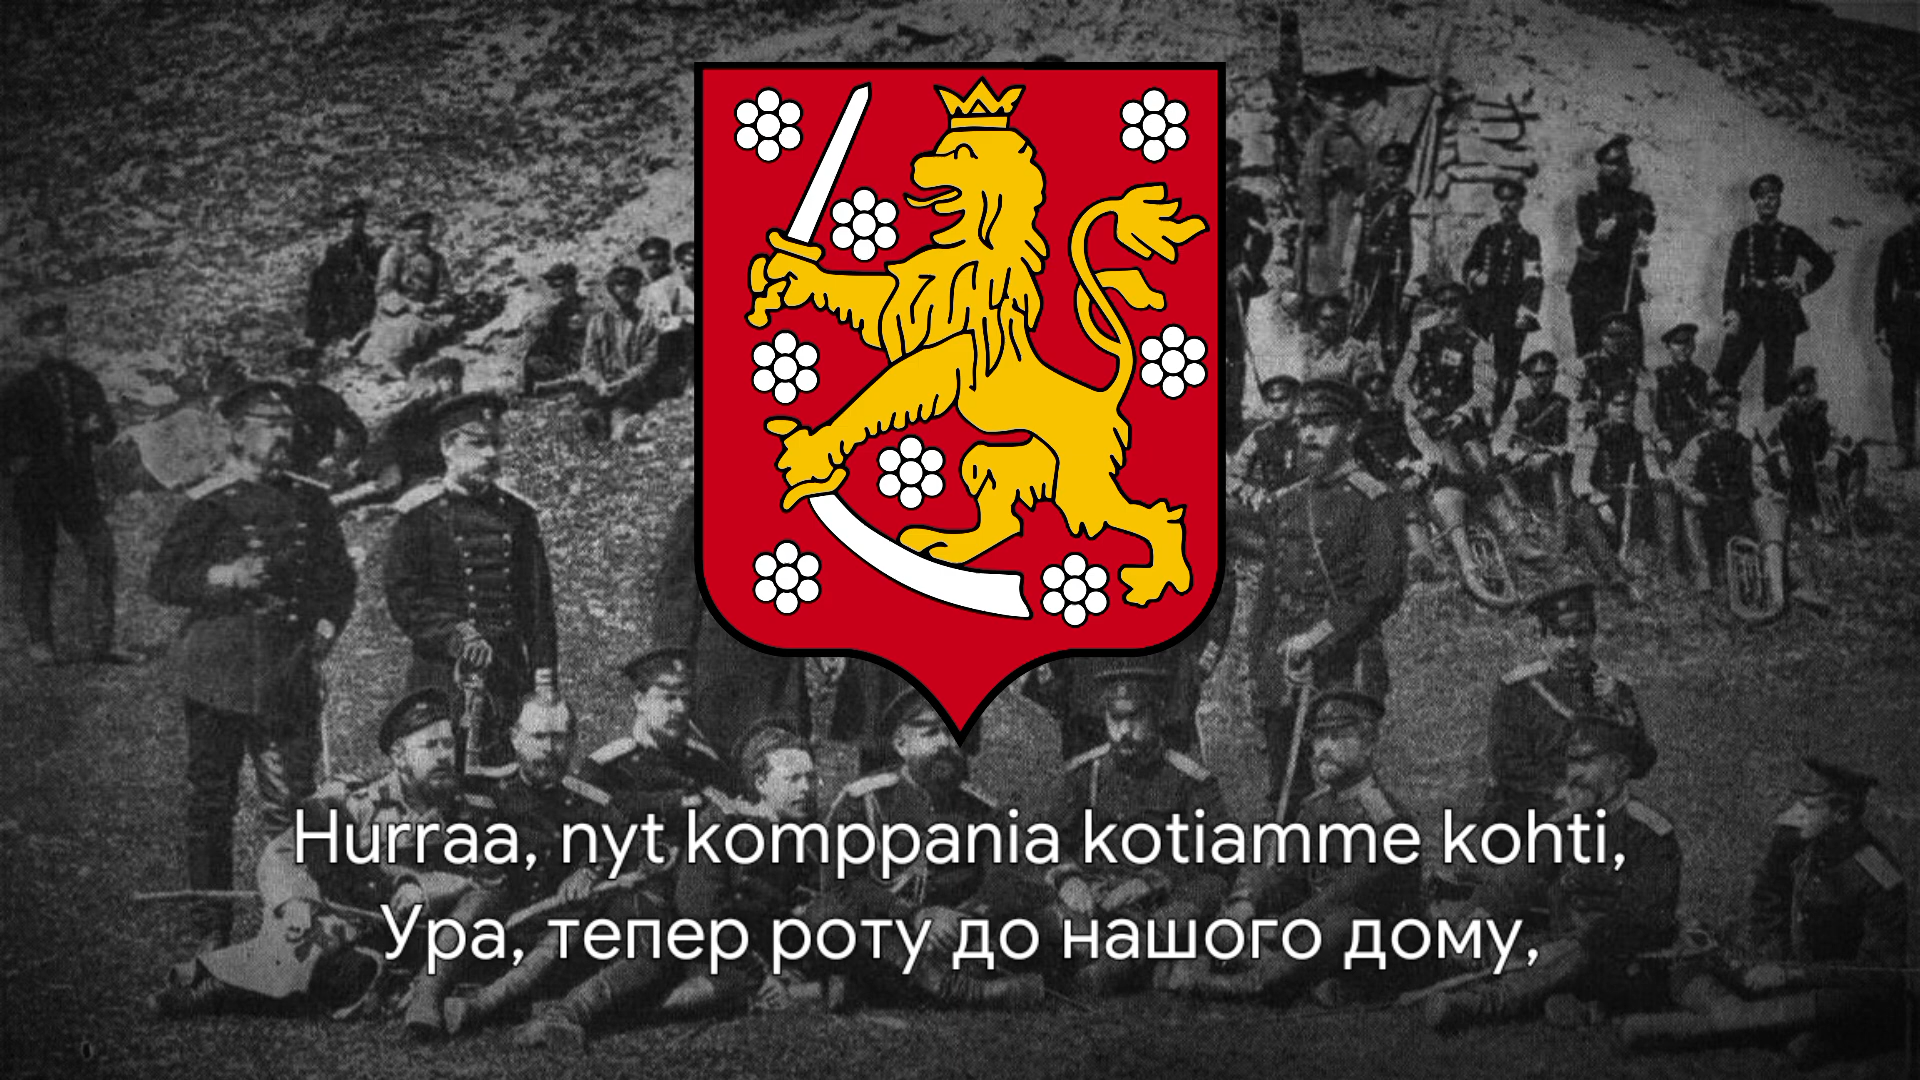 Hurraa, nyt komppania kotiamme kohti,
Ура, тепер роту до нашого дому,